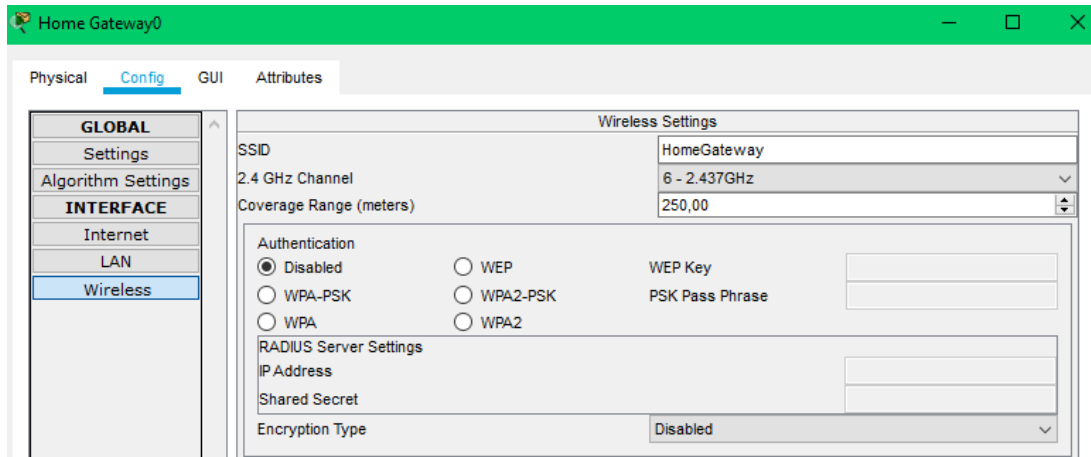 Home Gateway0
Physical Config GUI Attributes
GLOBAL
Settings
Algorithm Settings
INTERFACE
Internet
LAN
Wireless
Wireless Settings
SSID HomeGateway
2.4 GHz Channel 6 - 2.437GHz
Coverage Range (meters) 250,00
Authentication
Disabled WEP WEP Key
WPA-PSK WPA2-PSK PSK Pass Phrase
WPA WPA2
RADIUS Server Settings
IP Address
Shared Secret
Encryption Type Disabled